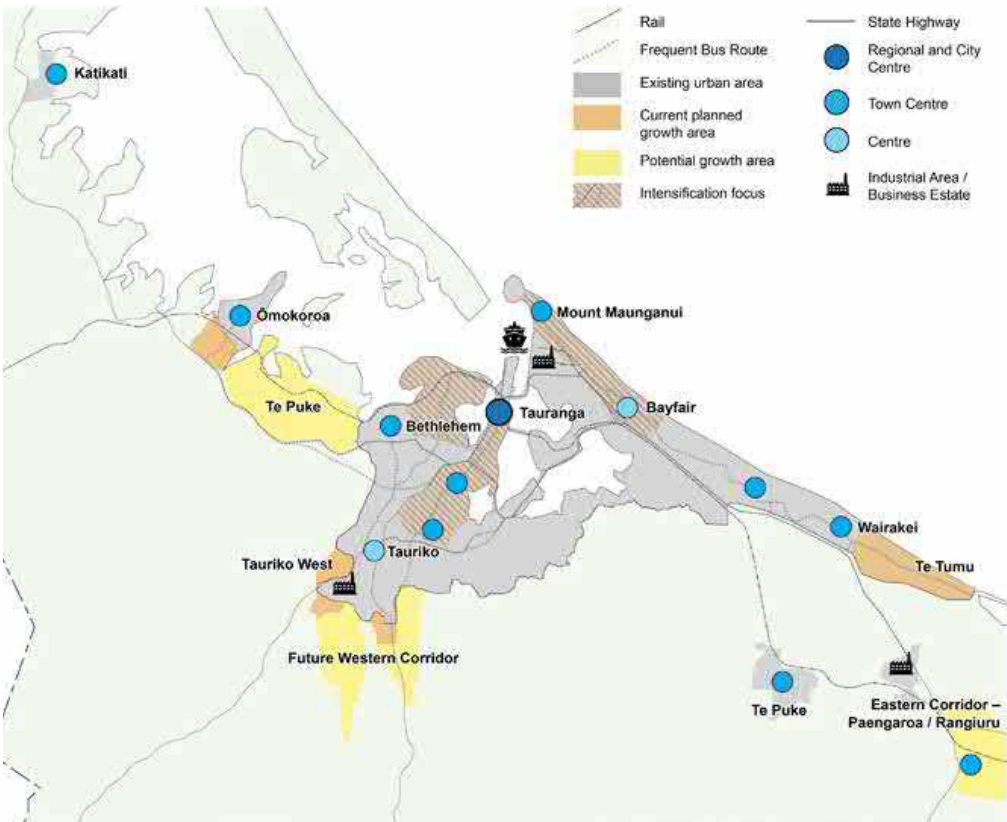 Rail
Frequent Bus Route
Existing urban area
Current planned
growth area
Potential growth area
Intensification focus
State Highway
Regional and City
Centre
Town Centre
Centre
Industrial Area /
Business Estate
Katikati
Ōmokoroa
Mount Maunganui
Te Puke
Bethlehem
Tauranga
Bayfair
Wairakei
Tauriko
Tauriko West
Te Tumu
Future Western Corridor
Te Puke
Eastern Corridor –
Paengaroa / Rangiuru